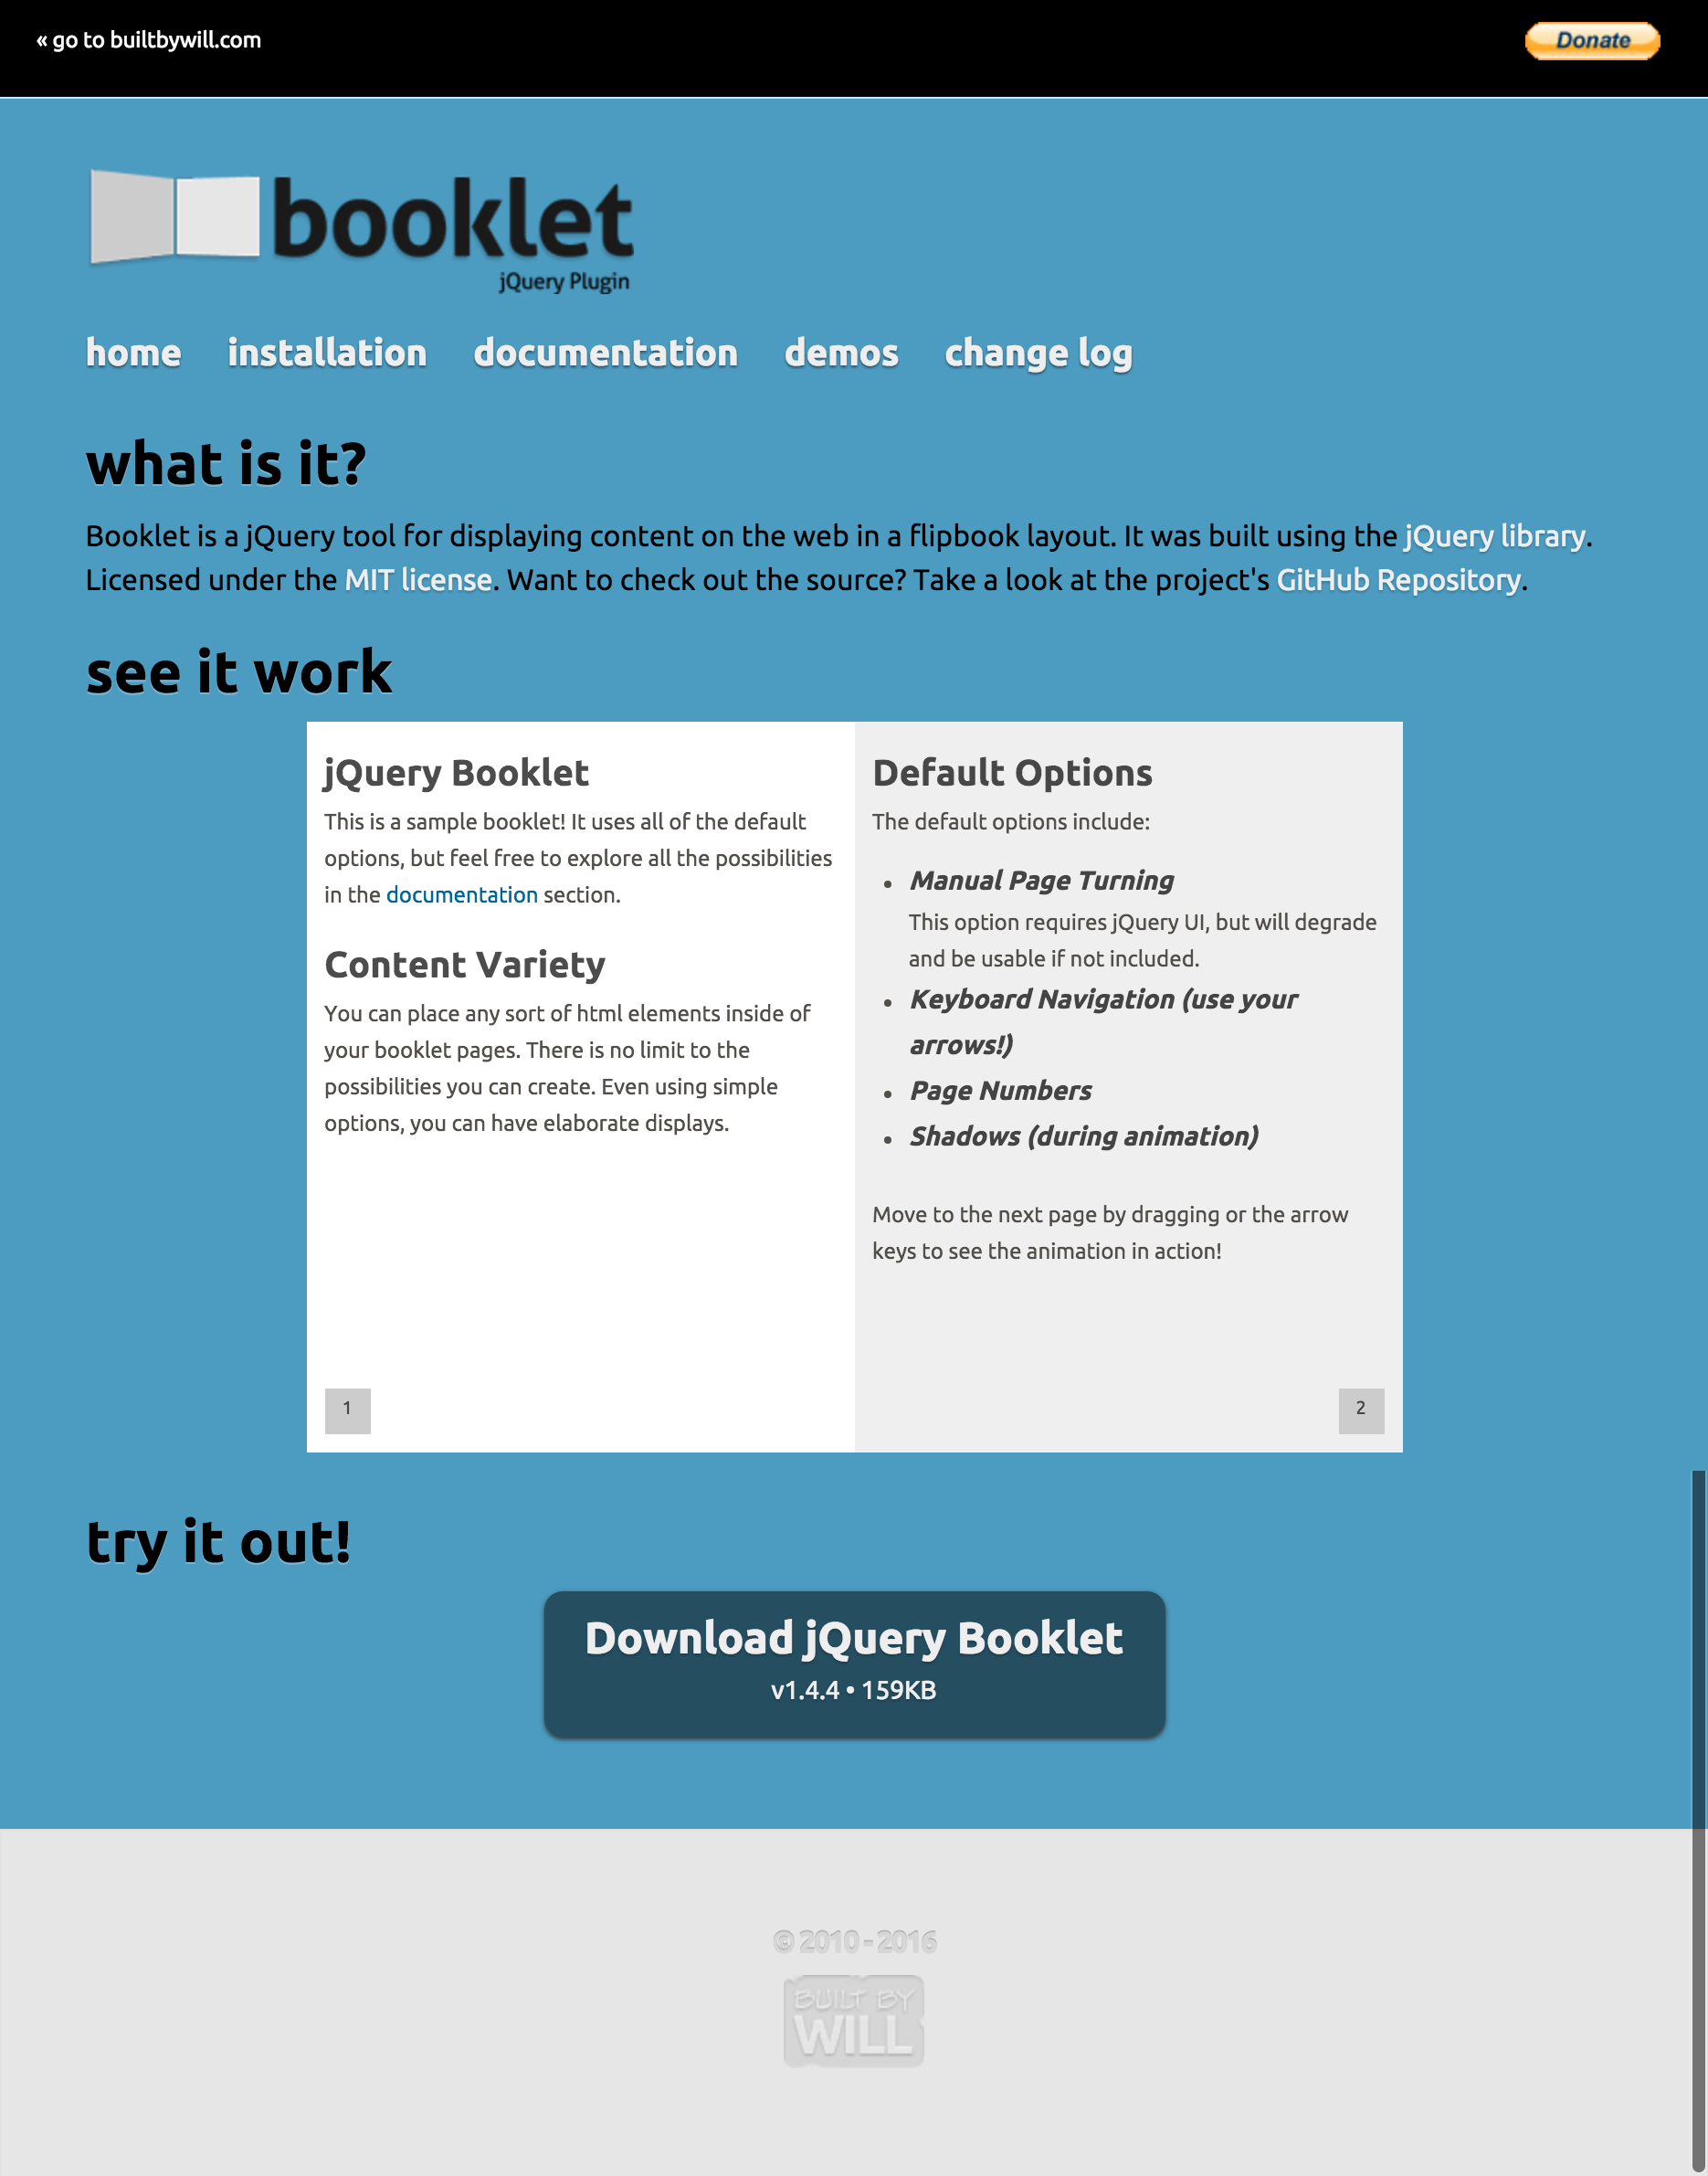 « go to builtbywill.com
Donate
booklet
jQuery Plugin
home installation documentation demos change log
what is it?
Booklet is a jQuery tool for displaying content on the web in a flipbook layout. It was built using the jQuery library.
Licensed under the MIT license. Want to check out the source? Take a look at the project's GitHub Repository.
see it work
jQuery Booklet
This is a sample booklet! It uses all of the default
options, but feel free to explore all the possibilities
in the documentation section.
Content Variety
You can place any sort of html elements inside of
your booklet pages. There is no limit to the
possibilities you can create. Even using simple
options, you can have elaborate displays.
1
Default Options
The default options include:
• Manual Page Turning
This option requires jQuery UI, but will degrade
and be usable if not included.
• Keyboard Navigation (use your
arrows!)
• Page Numbers
• Shadows (during animation)
Move to the next page by dragging or the arrow
keys to see the animation in action!
2
try it out!
Download jQuery Booklet
v1.4.4 • 159KB
© 2010 - 2016
BUILT BY
WILL